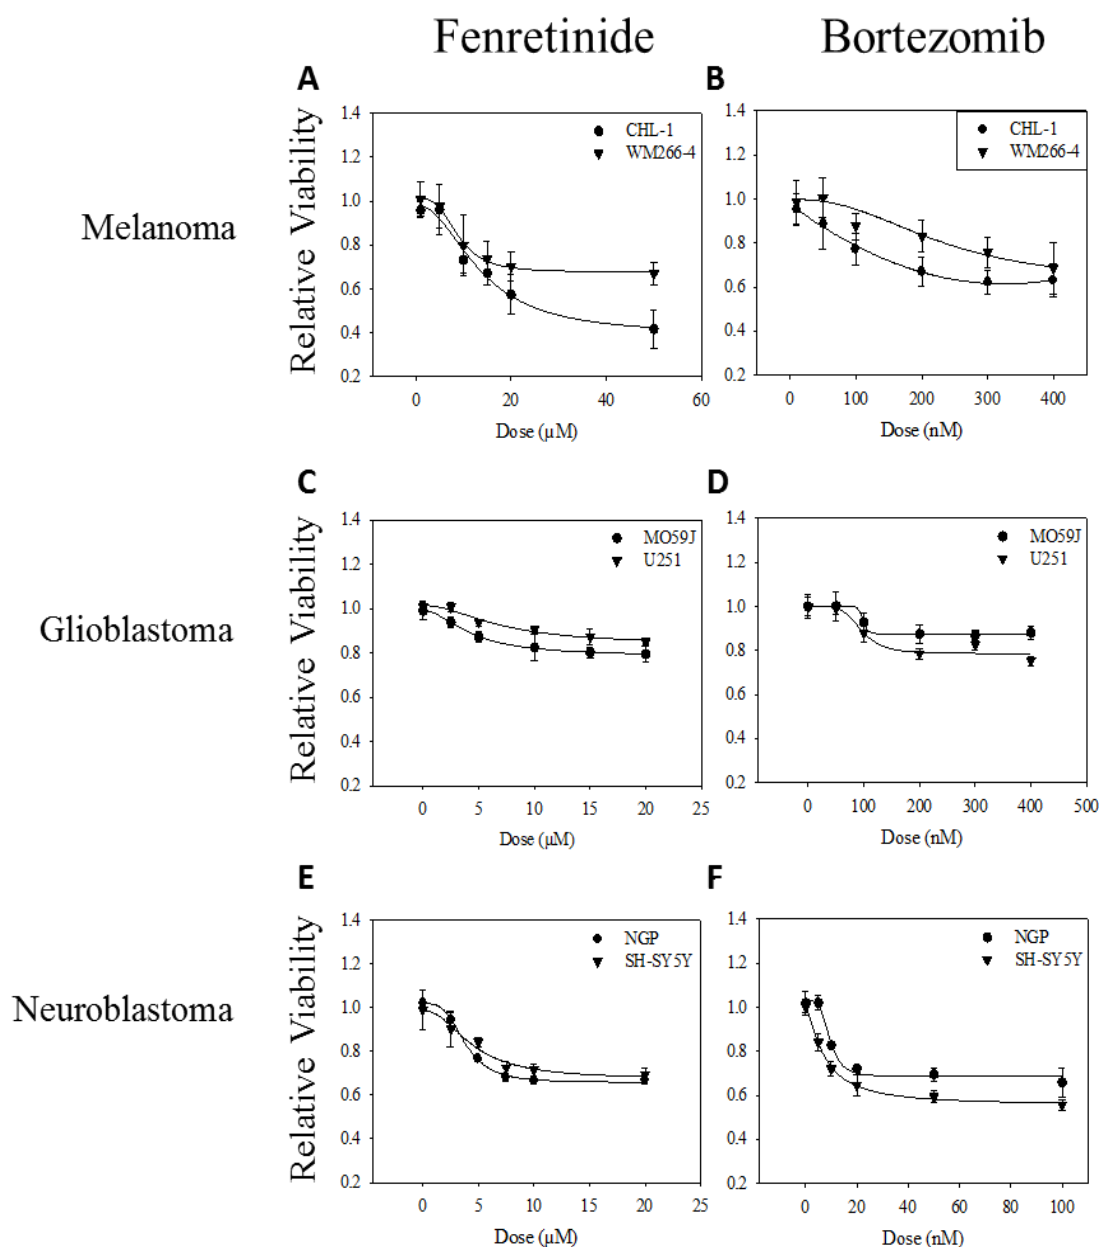 Fenretinide Bortezomib
Melanoma
A
Relative Viability
1.4
1.2
1.0
0.8
0.6
0.4
0.2
CHL-1
WM266-4
0 20 40 60
Dose (µM)
B
1.4
1.2
1.0
0.8
0.6
0.4
0.2
CHL-1
WM266-4
0 100 200 300 400
Dose (nM)
Glioblastoma
C
Relative Viability
1.4
1.2
1.0
0.8
0.6
0.4
0.2
MO59J
U251
0 5 10 15 20 25
Dose (µM)
D
1.4
1.2
1.0
0.8
0.6
0.4
0.2
MO59J
U251
0 100 200 300 400 500
Dose (nM)
Neuroblastoma
E
Relative Viability
1.4
1.2
1.0
0.8
0.6
0.4
0.2
NGP
SH-SY5Y
0 5 10 15 20 25
Dose (µM)
F
1.4
1.2
1.0
0.8
0.6
0.4
0.2
NGP
SH-SY5Y
0 20 40 60 80 100
Dose (nM)